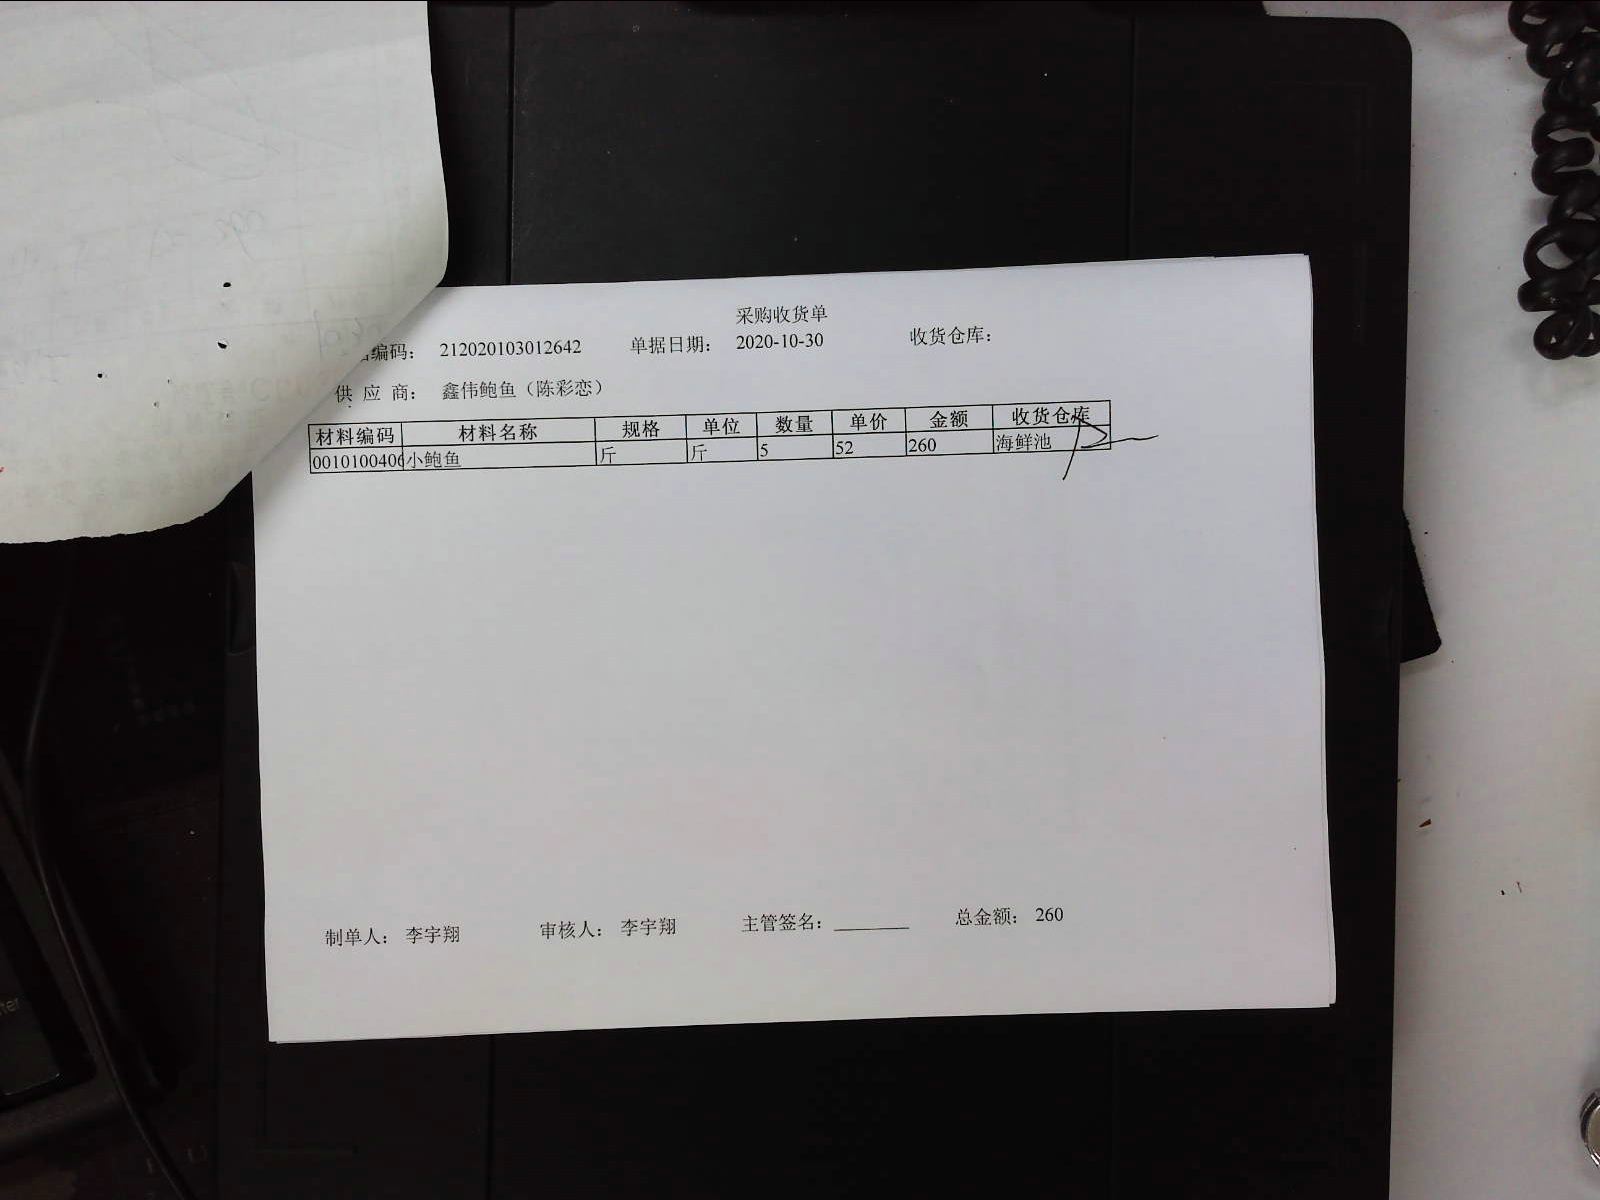 采购收货单
编码： 212020103012642 单据日期： 2020-10-30 收货仓库：
供 应 商： 鑫伟鲍鱼（陈彩恋）
材料编码 材料名称 规格 单位 数量 单价 金额 收货仓库
0010100406 小鲍鱼 斤 斤 5 52 260 海鲜池
制单人： 李宇翔 审核人： 李宇翔 主管签名： 总金额： 260